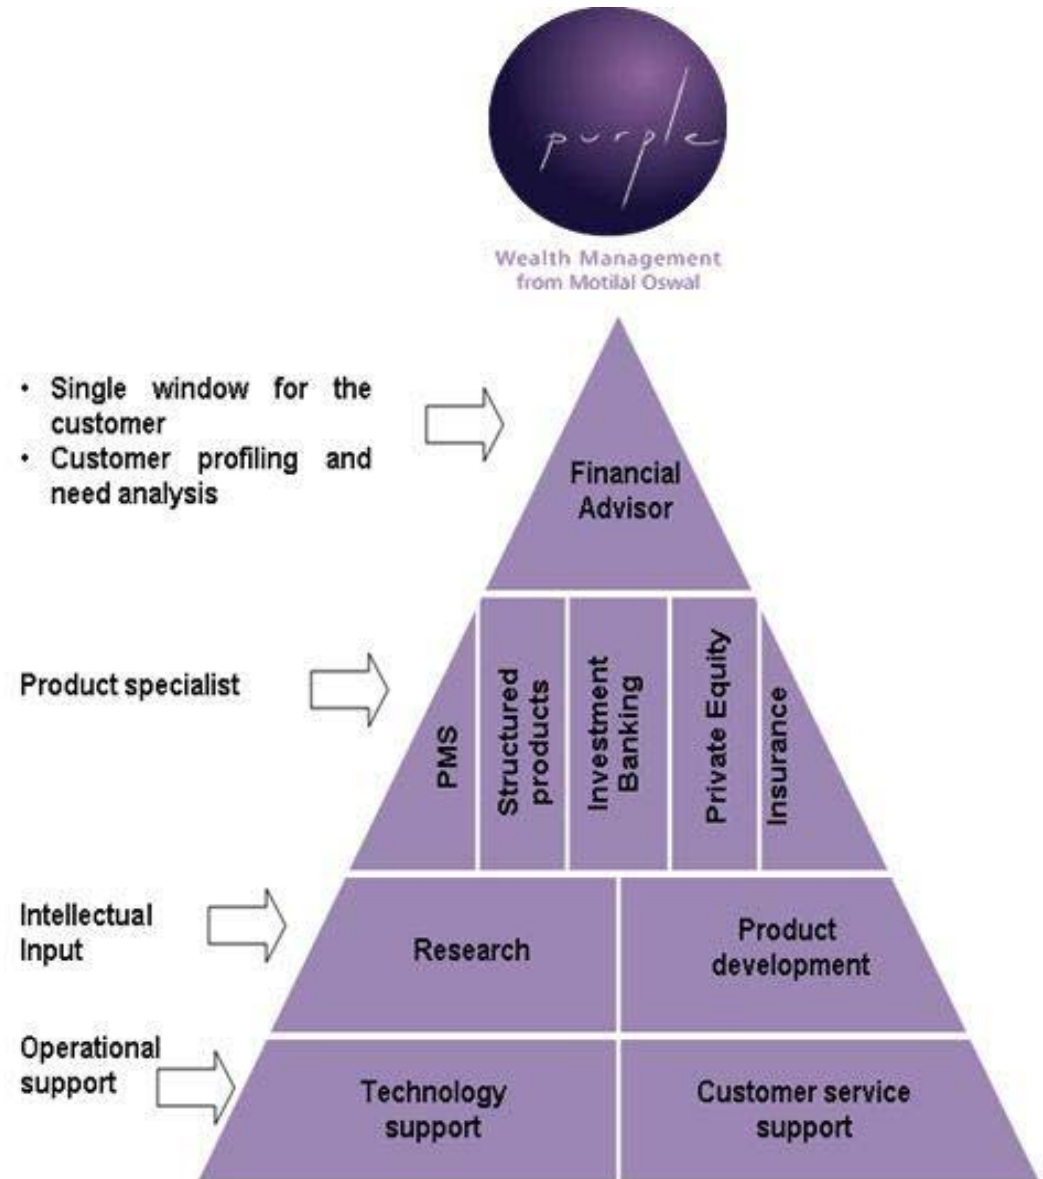 purple
Wealth Management
from Motilal Oswal
• Single window for the
customer
• Customer profiling and
need analysis
Financial
Advisor
Product specialist
PMS
Structured
products
Investment
Banking
Private Equity
Insurance
Intellectual
Input
Research
Product
development
Operational
support
Technology
support
Customer service
support